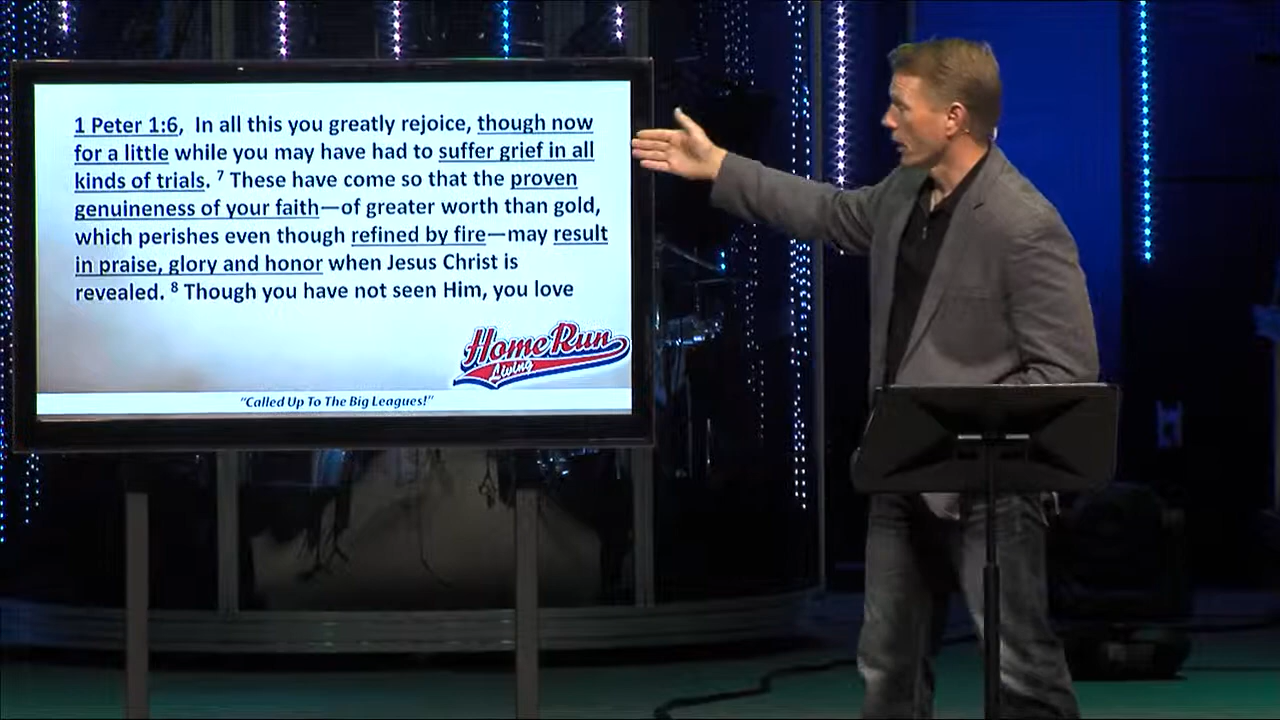 1 Peter 1:6, In all this you greatly rejoice, though now
for a little while you may have had to suffer grief in all
kinds of trials. ⁷ These have come so that the proven
genuineness of your faith—of greater worth than gold,
which perishes even though refined by fire—may result
in praise, glory and honor when Jesus Christ is
revealed. ⁸ Though you have not seen Him, you love
Home Run
Living
"Called Up To The Big Leagues!"